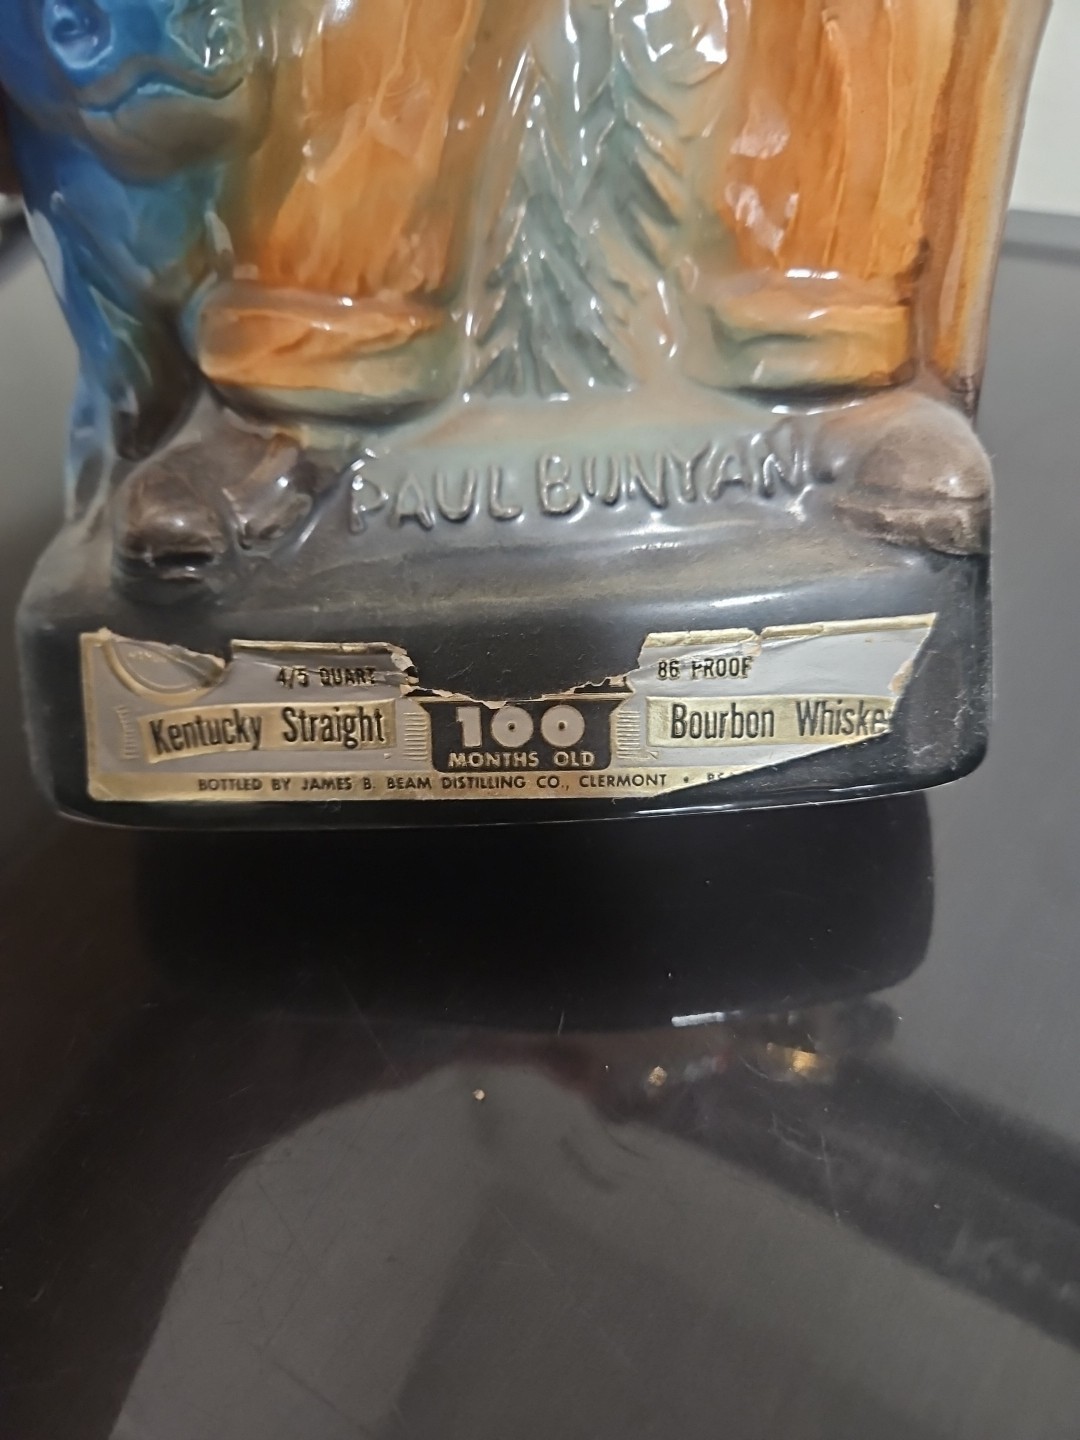 PAUL BUNYAN
4/5 QUART 86 PROOF
Kentucky Straight 100 Bourbon Whiske
MONTHS OLD
BOTTLED BY JAMES B. BEAM DISTILLING CO., CLERMONT •